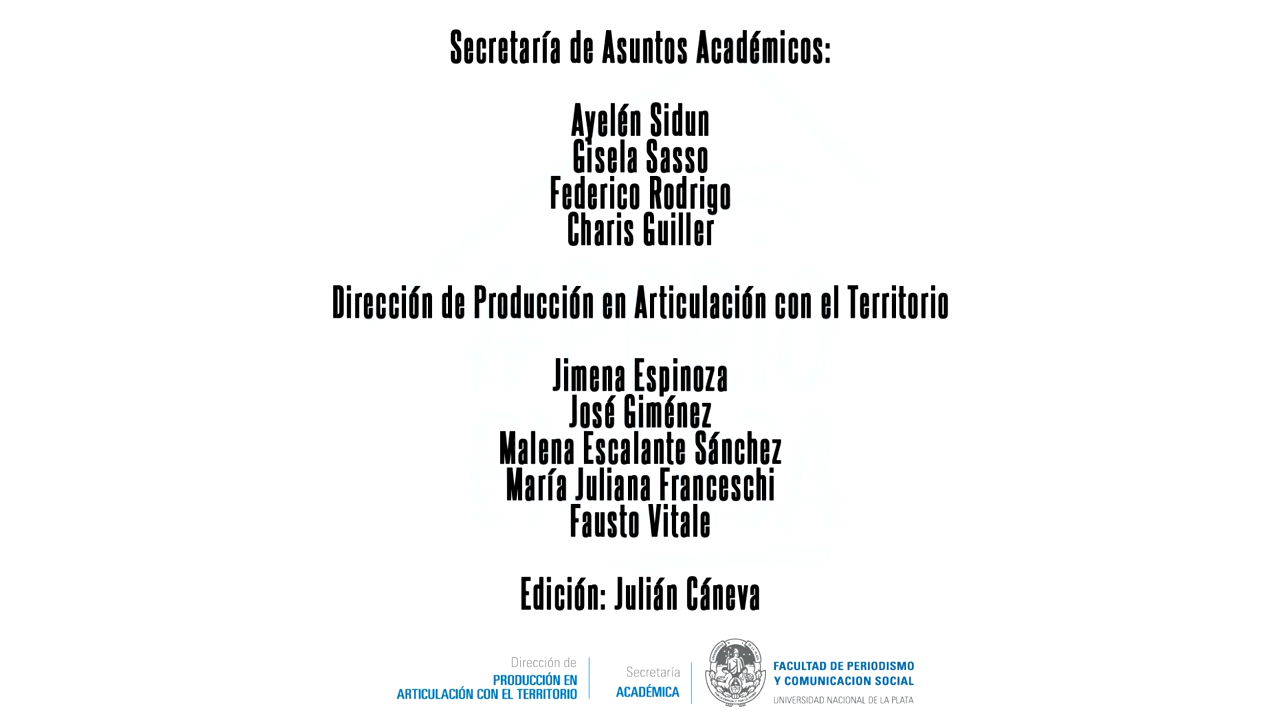 Secretaría de Asuntos Académicos:
Ayelén Sidun
Gisela Sasso
Federico Rodrigo
Charis Guiller
Dirección de Producción en Articulación con el Territorio
Jimena Espinoza
José Giménez
Malena Escalante Sánchez
María Juliana Franceschi
Fausto Vitale
Edición: Julián Cáneva
Dirección de
PRODUCCIÓN EN
ARTICULACIÓN CON EL TERRITORIO
Secretaría
ACADÉMICA
FACULTAD DE PERIODISMO
Y COMUNICACION SOCIAL
UNIVERSIDAD NACIONAL DE LA PLATA